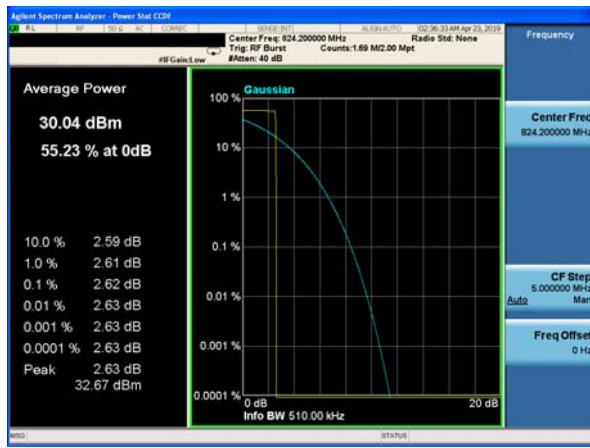 Agilent Spectrum Analyzer - Power Stat CCDF
RL RF 50 Ω AC CORREC SENSE:INT ALIGN AUTO 02:36:33 AM Apr 23, 2019
Center Freq: 824.200000 MHz Radio Std: None
Trig: RF Burst Counts:1.69 M/2.00 Mpt
#IFGain:Low #Atten: 40 dB
Frequency
Average Power
30.04 dBm
55.23 % at 0dB
10.0 % 2.59 dB
1.0 % 2.61 dB
0.1 % 2.62 dB
0.01 % 2.63 dB
0.001 % 2.63 dB
0.0001 % 2.63 dB
Peak 2.63 dB
32.67 dBm
Gaussian
100 %
10 %
1 %
0.1 %
0.01 %
0.001 %
0.0001 %
0 dB 20 dB
Info BW 510.00 kHz
Center Freq
824.200000 MHz
CF Step
5.000000 MHz
Auto Man
Freq Offset
0 Hz
MSG STATUS